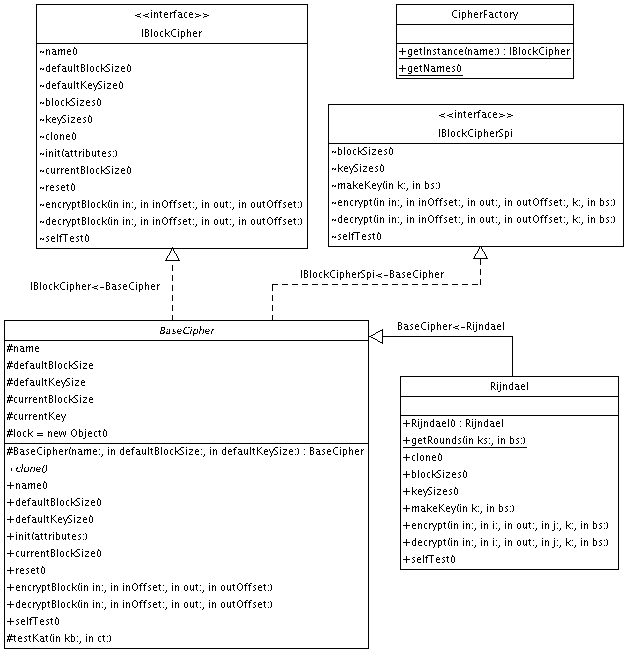 <<interface>>
IBlockCipher
~name()
~defaultBlockSize()
~defaultKeySize()
~blockSizes()
~keySizes()
~clone()
~init(attributes:)
~currentBlockSize()
~reset()
~encryptBlock(in in:, in inOffset:, in out:, in outOffset:)
~decryptBlock(in in:, in inOffset:, in out:, in outOffset:)
~selfTest()
CipherFactory
+getInstance(name:) : IBlockCipher
+getNames()
<<interface>>
IBlockCipherSpi
~blockSizes()
~keySizes()
~makeKey(in k:, in bs:)
~encrypt(in in:, in inOffset:, in out:, in outOffset:, k:, in bs:)
~decrypt(in in:, in inOffset:, in out:, in outOffset:, k:, in bs:)
~selfTest()
IBlockCipher<-BaseCipher
IBlockCipherSpi<-BaseCipher
BaseCipher
#name
#defaultBlockSize
#defaultKeySize
#currentBlockSize
#currentKey
#lock = new Object()
#BaseCipher(name:, in defaultBlockSize:, in defaultKeySize:) : BaseCipher
+clone()
+name()
+defaultBlockSize()
+defaultKeySize()
+init(attributes:)
+currentBlockSize()
+reset()
+encryptBlock(in in:, in inOffset:, in out:, in outOffset:)
+decryptBlock(in in:, in inOffset:, in out:, in outOffset:)
+selfTest()
#testKat(in kb:, in ct:)
BaseCipher<-Rijndael
Rijndael
+Rijndael() : Rijndael
+getRounds(in ks:, in bs:)
+clone()
+blockSizes()
+keySizes()
+makeKey(in k:, in bs:)
+encrypt(in in:, in i:, in out:, in j:, k:, in bs:)
+decrypt(in in:, in i:, in out:, in j:, k:, in bs:)
+selfTest()